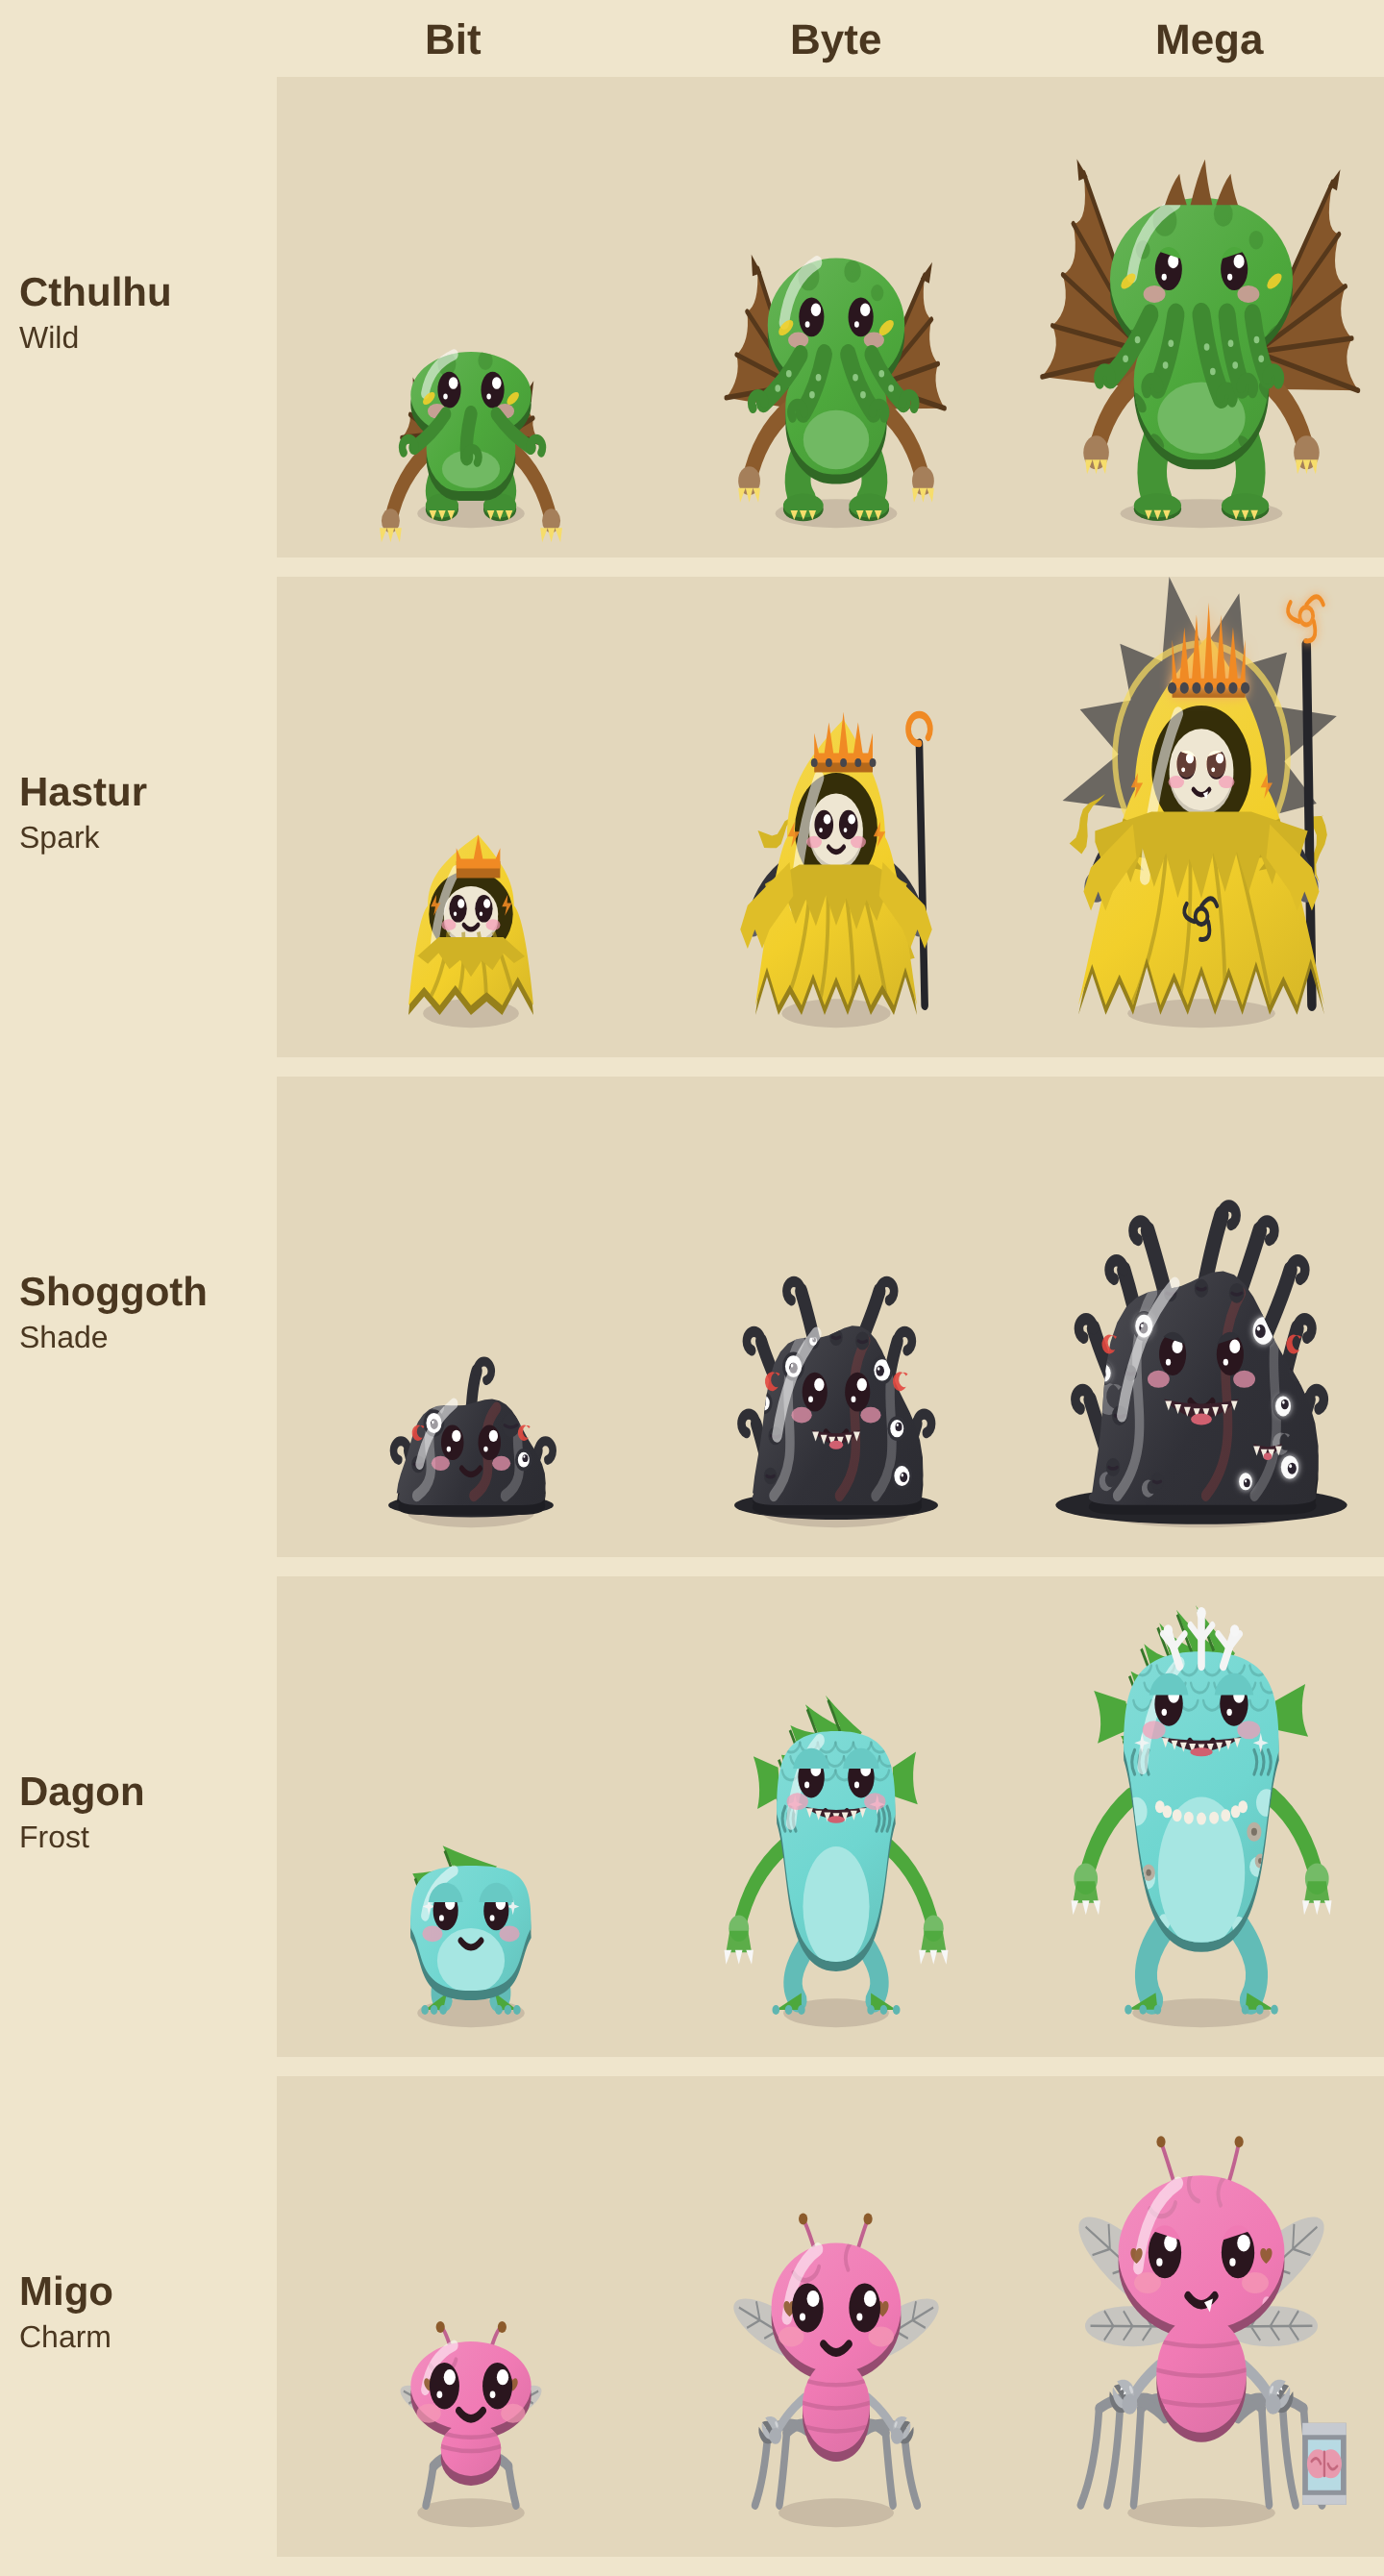 Bit Byte Mega
Cthulhu
Wild
Hastur
Spark
Shoggoth
Shade
Dagon
Frost
Migo
Charm